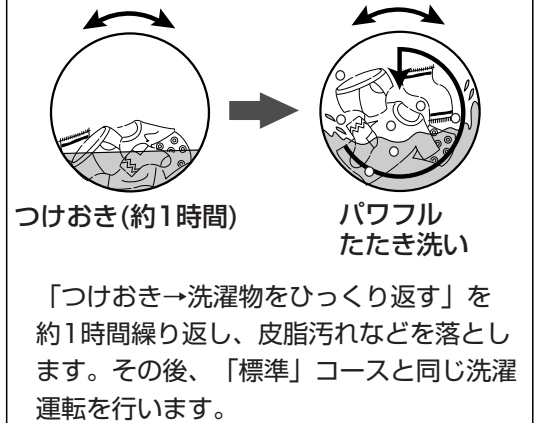 つけおき(約1時間)
パワフル
たたき洗い
「つけおき→洗濯物をひっくり返す」を
約1時間繰り返し、皮脂汚れなどを落とし
ます。その後、「標準」コースと同じ洗濯
運転を行います。